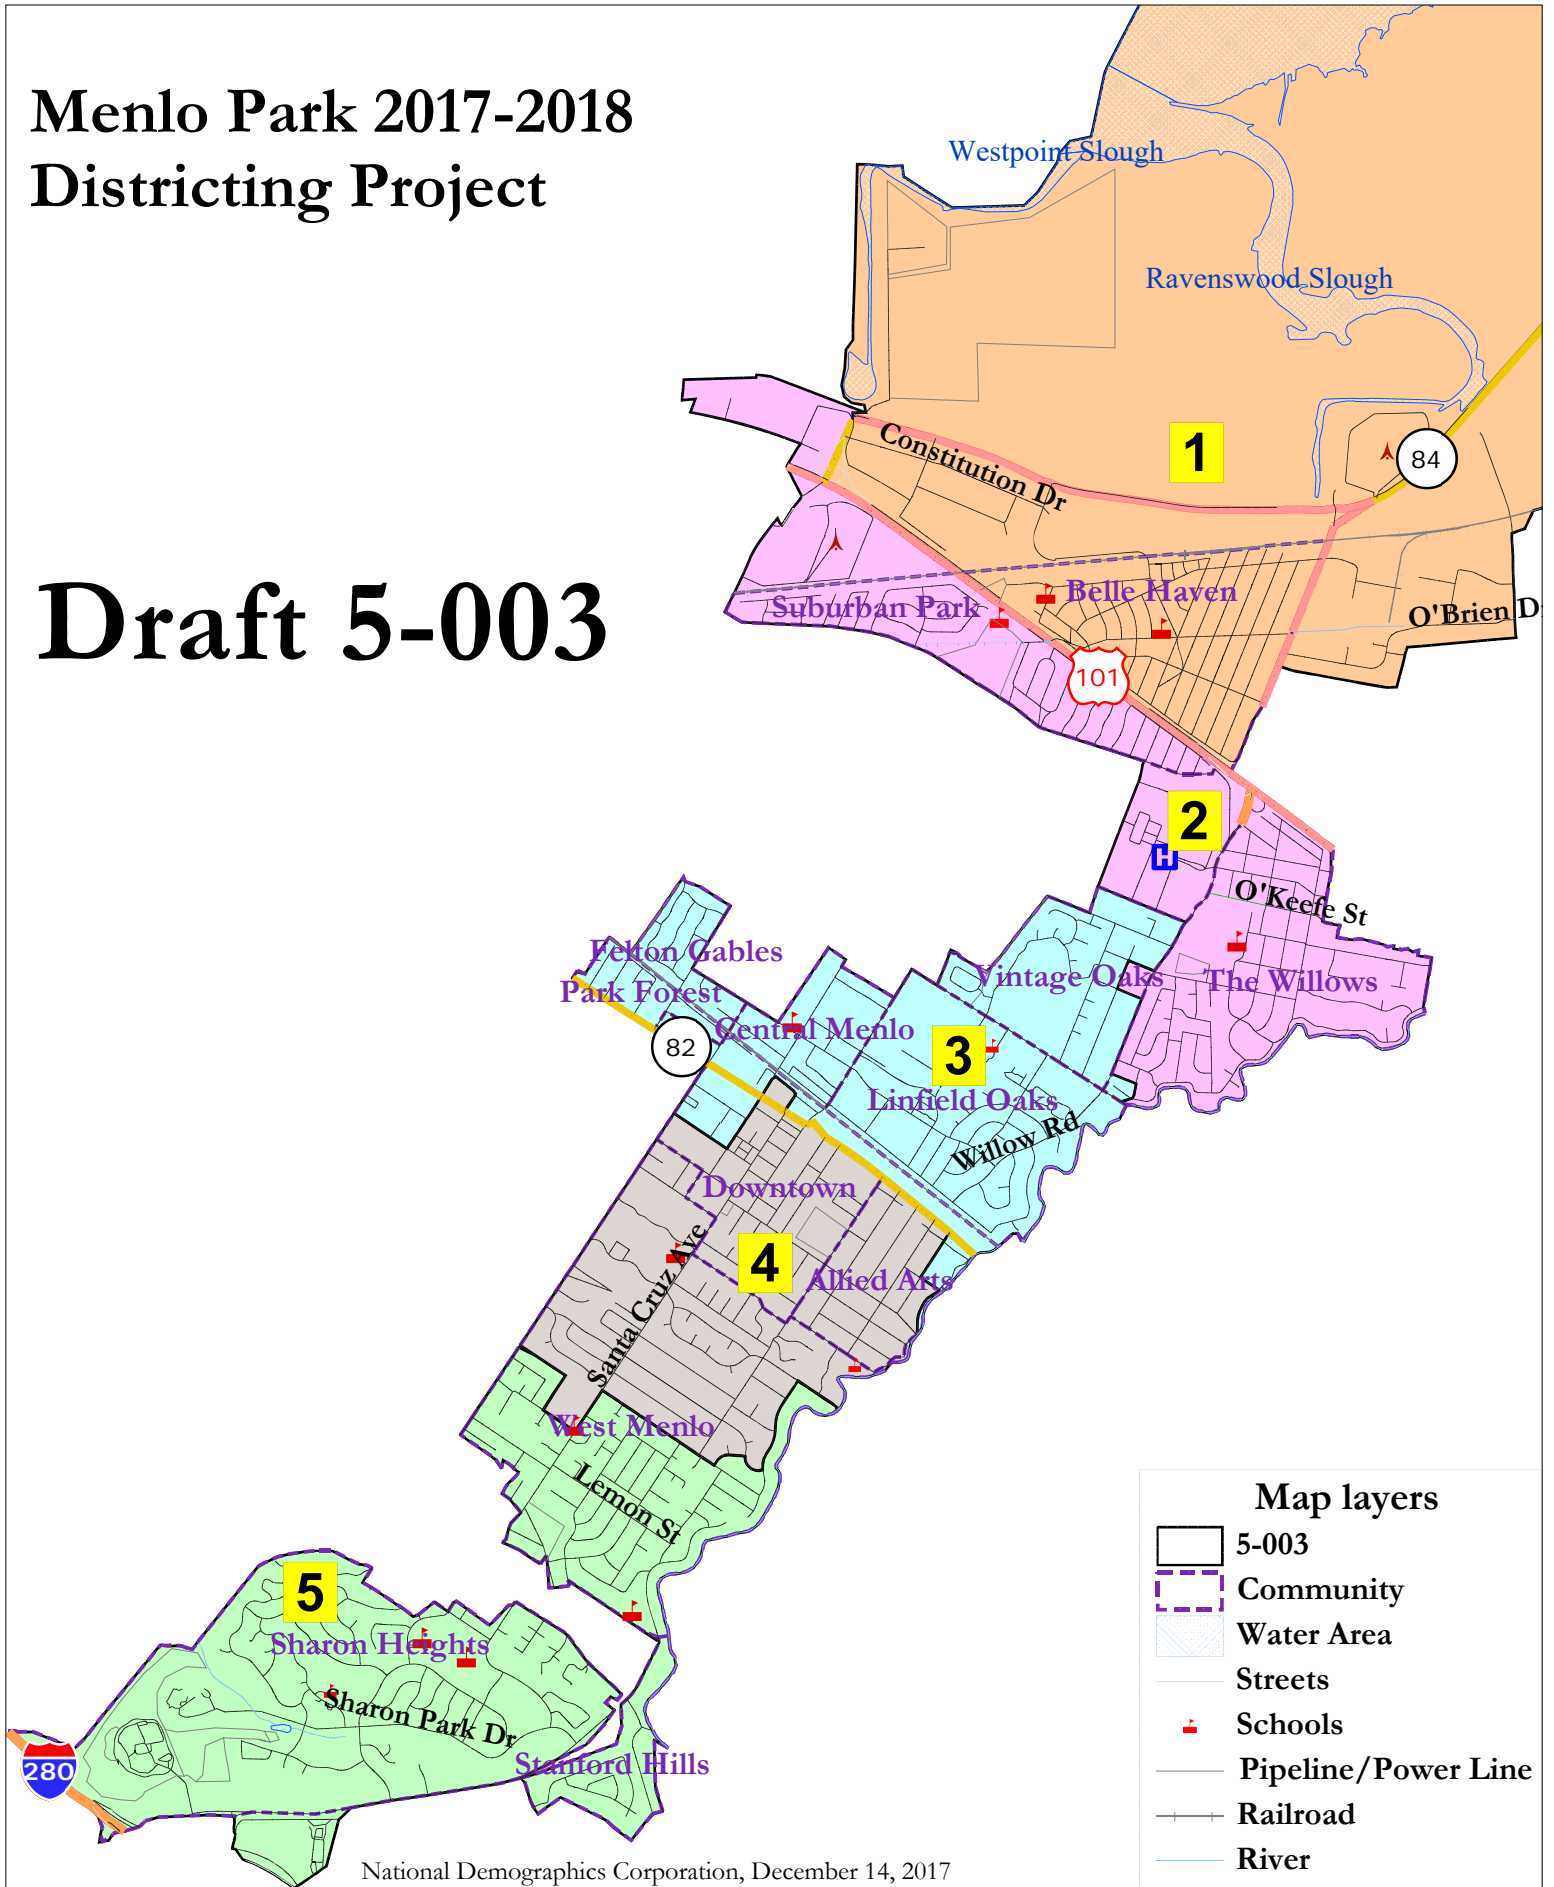 Menlo Park 2017-2018
Districting Project
Draft 5-003
Westpoint Slough
Ravenswood Slough
Constitution Dr
1
84
Suburban Park
Belle Haven
O'Brien Dr
101
2
H
O'Keefe St
Felton Gables
Park Forest
Vintage Oaks
The Willows
Central Menlo
82
3
Linfield Oaks
Willow Rd
Downtown
Santa Cruz Ave
4
Allied Arts
West Menlo
Lemon St
5
Sharon Heights
Sharon Park Dr
Stanford Hills
280
Map layers
5-003
Community
Water Area
Streets
Schools
Pipeline/Power Line
Railroad
River
National Demographics Corporation, December 14, 2017